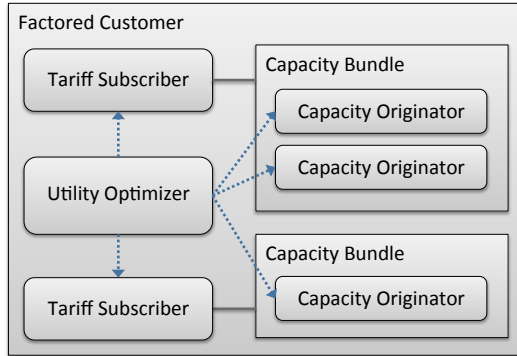 Factored Customer
Tariff Subscriber
Capacity Bundle
Capacity Originator
Capacity Originator
Utility Optimizer
Capacity Bundle
Tariff Subscriber
Capacity Originator